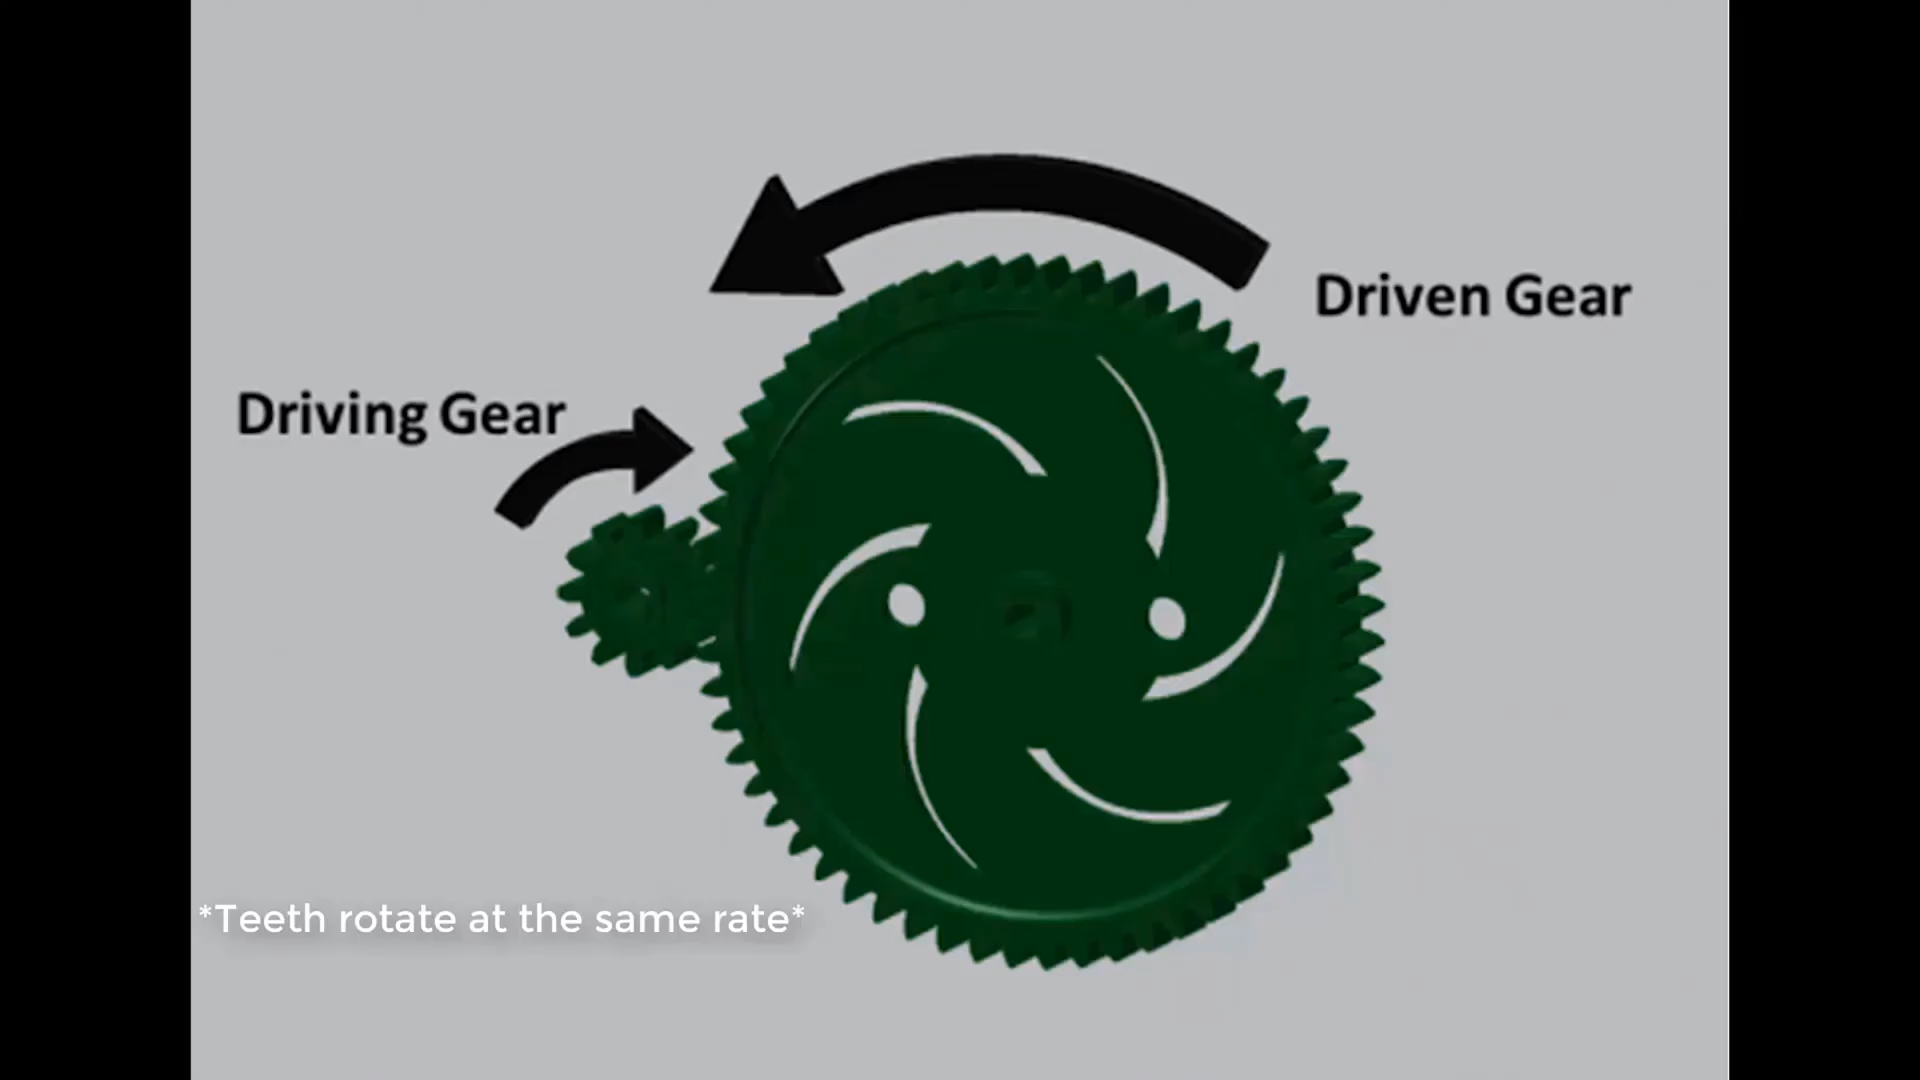 Driven Gear
Driving Gear
*Teeth rotate at the same rate*